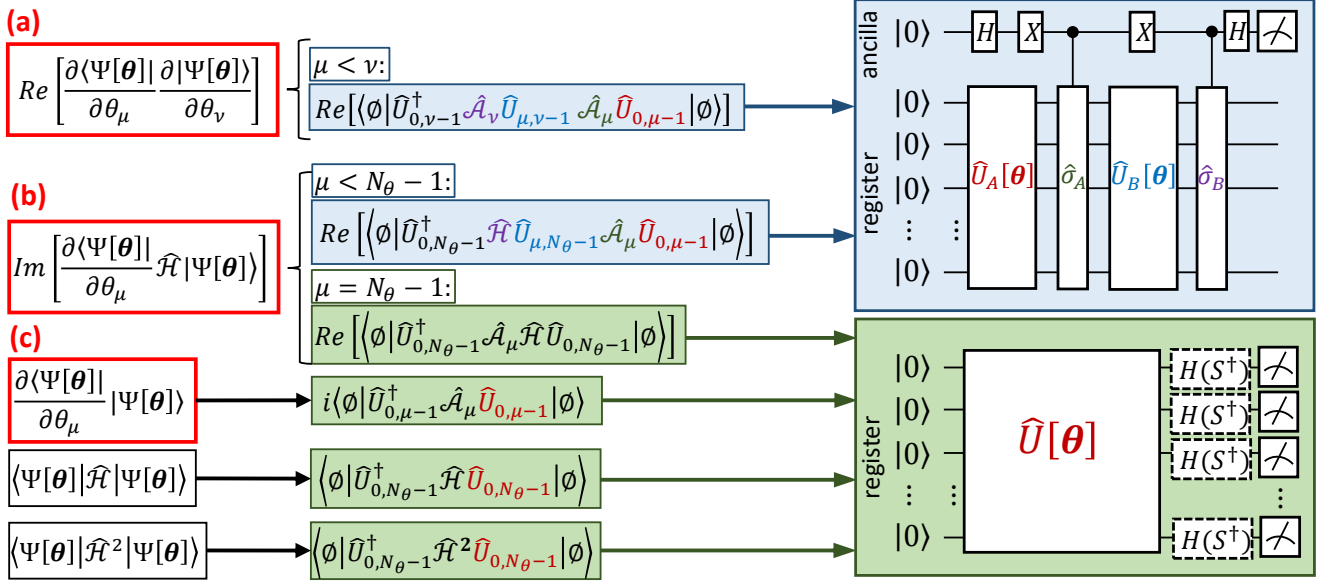 (a)
Re [ ∂⟨Ψ[θ]| / ∂θ_μ ∂|Ψ[θ]⟩ / ∂θ_ν ]
μ < ν:
Re[⟨∅|Û†_{0,ν−1} Â_ν Û_{μ,ν−1} Â_μ Û_{0,μ−1}|∅⟩]
(b)
Im [ ∂⟨Ψ[θ]| / ∂θ_μ Ĥ|Ψ[θ]⟩ ]
μ < N_θ − 1:
Re [⟨∅|Û†_{0,N_θ−1} Ĥ Û_{μ,N_θ−1} Â_μ Û_{0,μ−1}|∅⟩]
μ = N_θ − 1:
Re [⟨∅|Û†_{0,N_θ−1} Â_μ Ĥ Û_{0,N_θ−1}|∅⟩]
(c)
∂⟨Ψ[θ]| / ∂θ_μ |Ψ[θ]⟩
i⟨∅|Û†_{0,μ−1} Â_μ Û_{0,μ−1}|∅⟩
⟨Ψ[θ]|Ĥ|Ψ[θ]⟩
⟨∅|Û†_{0,N_θ−1} Ĥ Û_{0,N_θ−1}|∅⟩
⟨Ψ[θ]|Ĥ²|Ψ[θ]⟩
⟨∅|Û†_{0,N_θ−1} Ĥ² Û_{0,N_θ−1}|∅⟩
ancilla
|0⟩ H X X H
register
|0⟩
|0⟩
|0⟩
⋮ ⋮
|0⟩
Û_A[θ] σ̂_A Û_B[θ] σ̂_B
register
|0⟩ H(S†)
|0⟩ H(S†)
|0⟩ H(S†)
⋮ ⋮ ⋮
|0⟩ H(S†)
Û[θ]